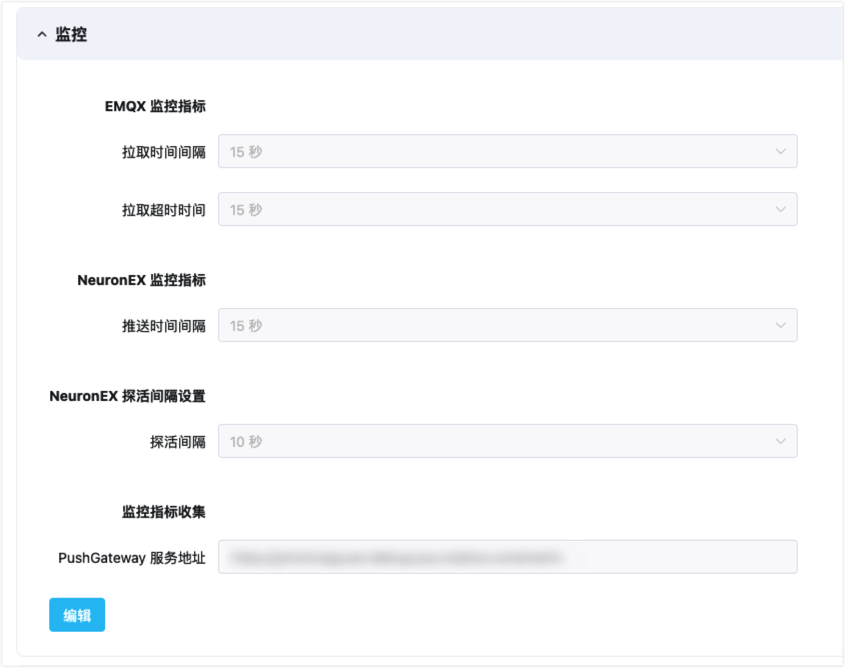 监控
EMQX 监控指标
拉取时间间隔 15 秒
拉取超时时间 15 秒
NeuronEX 监控指标
推送时间间隔 15 秒
NeuronEX 探活间隔设置
探活间隔 10 秒
监控指标收集
PushGateway 服务地址
编辑